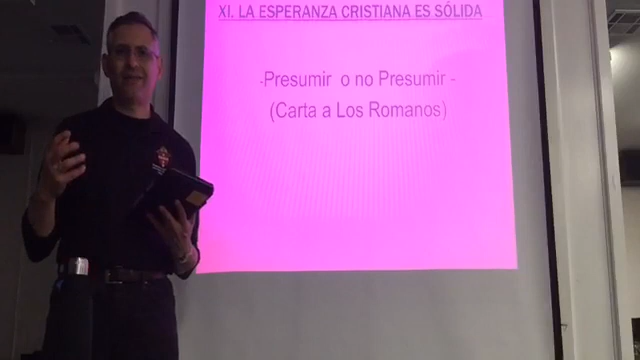 XI. LA ESPERANZA CRISTIANA ES SÓLIDA
-Presumir o no Presumir -
(Carta a Los Romanos)